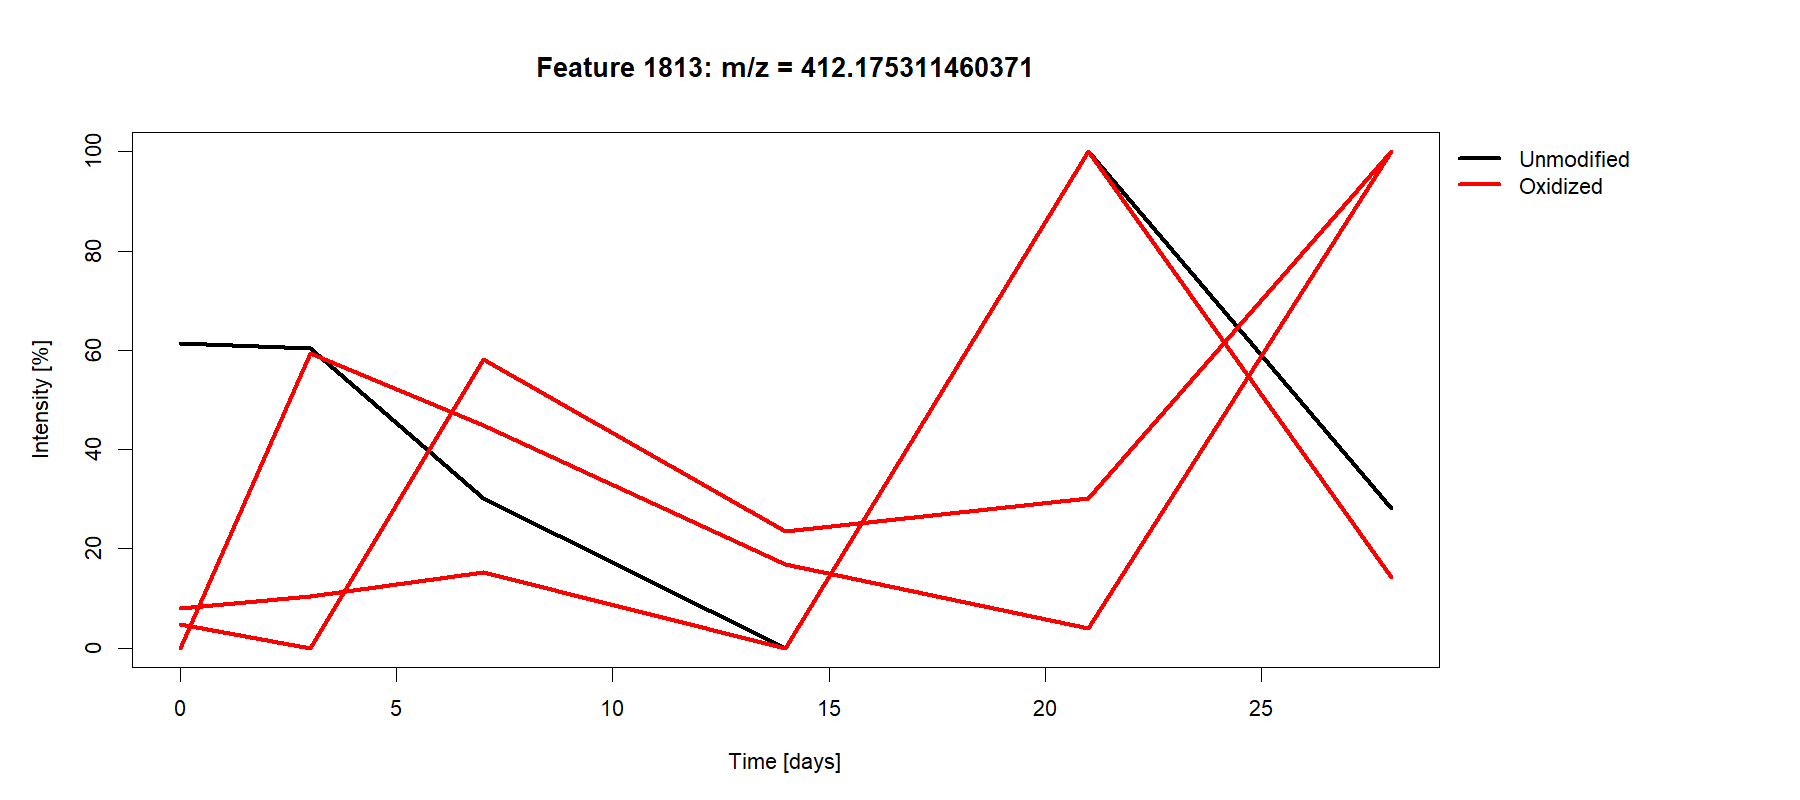 Feature 1813: m/z = 412.175311460371
Unmodified
Oxidized
Intensity [%]
100
80
60
40
20
0
0 5 10 15 20 25
Time [days]